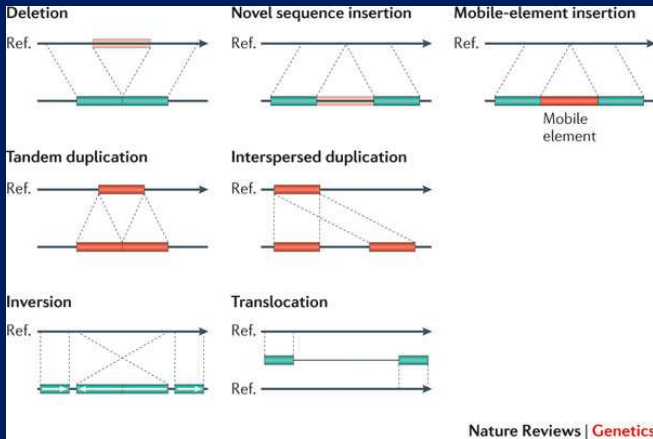 Deletion
Ref.
Novel sequence insertion
Ref.
Mobile-element insertion
Ref.
Mobile
element
Tandem duplication
Ref.
Interspersed duplication
Ref.
Inversion
Ref.
Translocation
Ref.
Ref.
Nature Reviews | Genetics